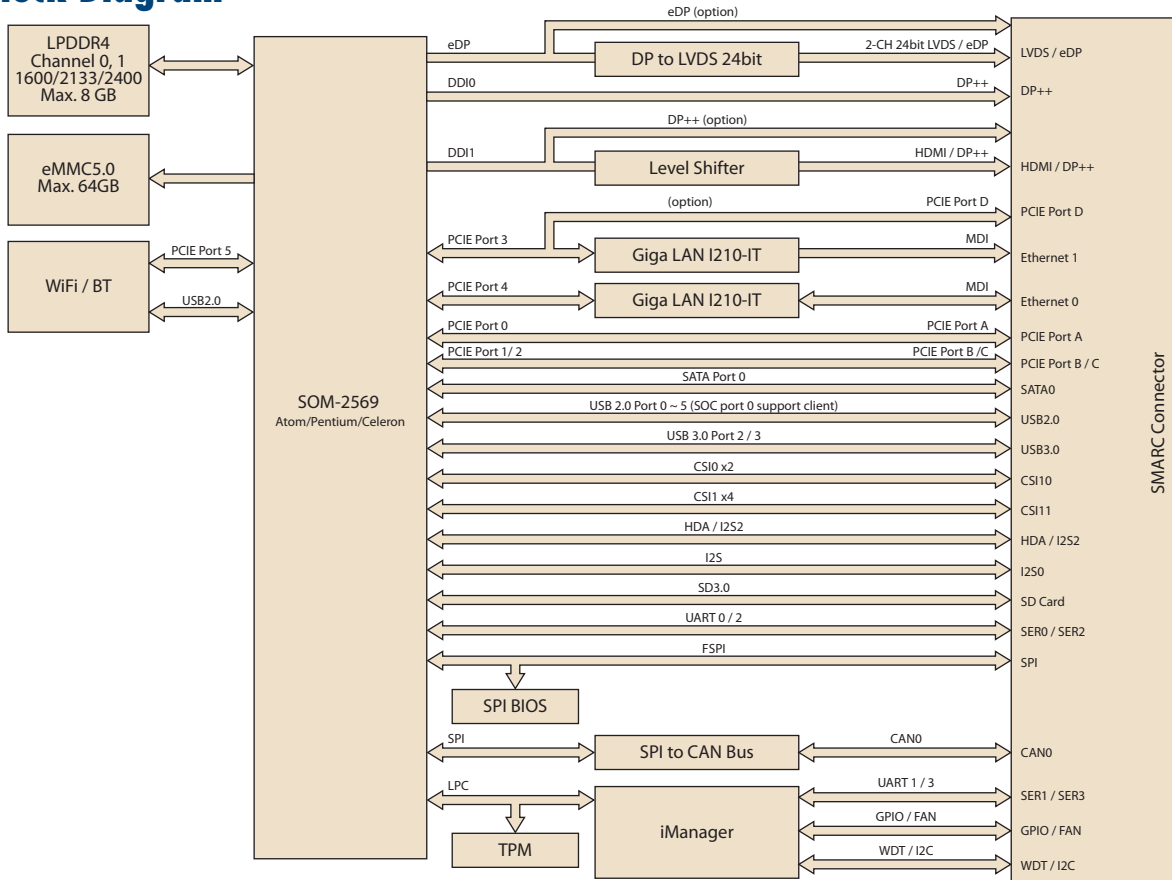 LPDDR4
Channel 0, 1
1600/2133/2400
Max. 8 GB
eMMC5.0
Max. 64GB
WiFi / BT
PCIE Port 5
USB2.0
SOM-2569
Atom/Pentium/Celeron
eDP (option)
eDP
DP to LVDS 24bit
2-CH 24bit LVDS / eDP
LVDS / eDP
DDI0
DP++
DP++
DP++ (option)
DDI1
Level Shifter
HDMI / DP++
HDMI / DP++
(option)
PCIE Port D
PCIE Port D
PCIE Port 3
Giga LAN I210-IT
MDI
Ethernet 1
PCIE Port 4
Giga LAN I210-IT
MDI
Ethernet 0
PCIE Port 0
PCIE Port A
PCIE Port A
PCIE Port 1/ 2
PCIE Port B /C
PCIE Port B / C
SATA Port 0
SATA0
USB 2.0 Port 0 ~ 5 (SOC port 0 support client)
USB2.0
USB 3.0 Port 2 / 3
USB3.0
CSI0 x2
CSI10
CSI1 x4
CSI11
HDA / I2S2
HDA / I2S2
I2S
I2S0
SD3.0
SD Card
UART 0 / 2
SER0 / SER2
FSPI
SPI
SPI BIOS
SPI
SPI to CAN Bus
CAN0
CAN0
LPC
TPM
iManager
UART 1 / 3
SER1 / SER3
GPIO / FAN
GPIO / FAN
WDT / I2C
WDT / I2C
SMARC Connector